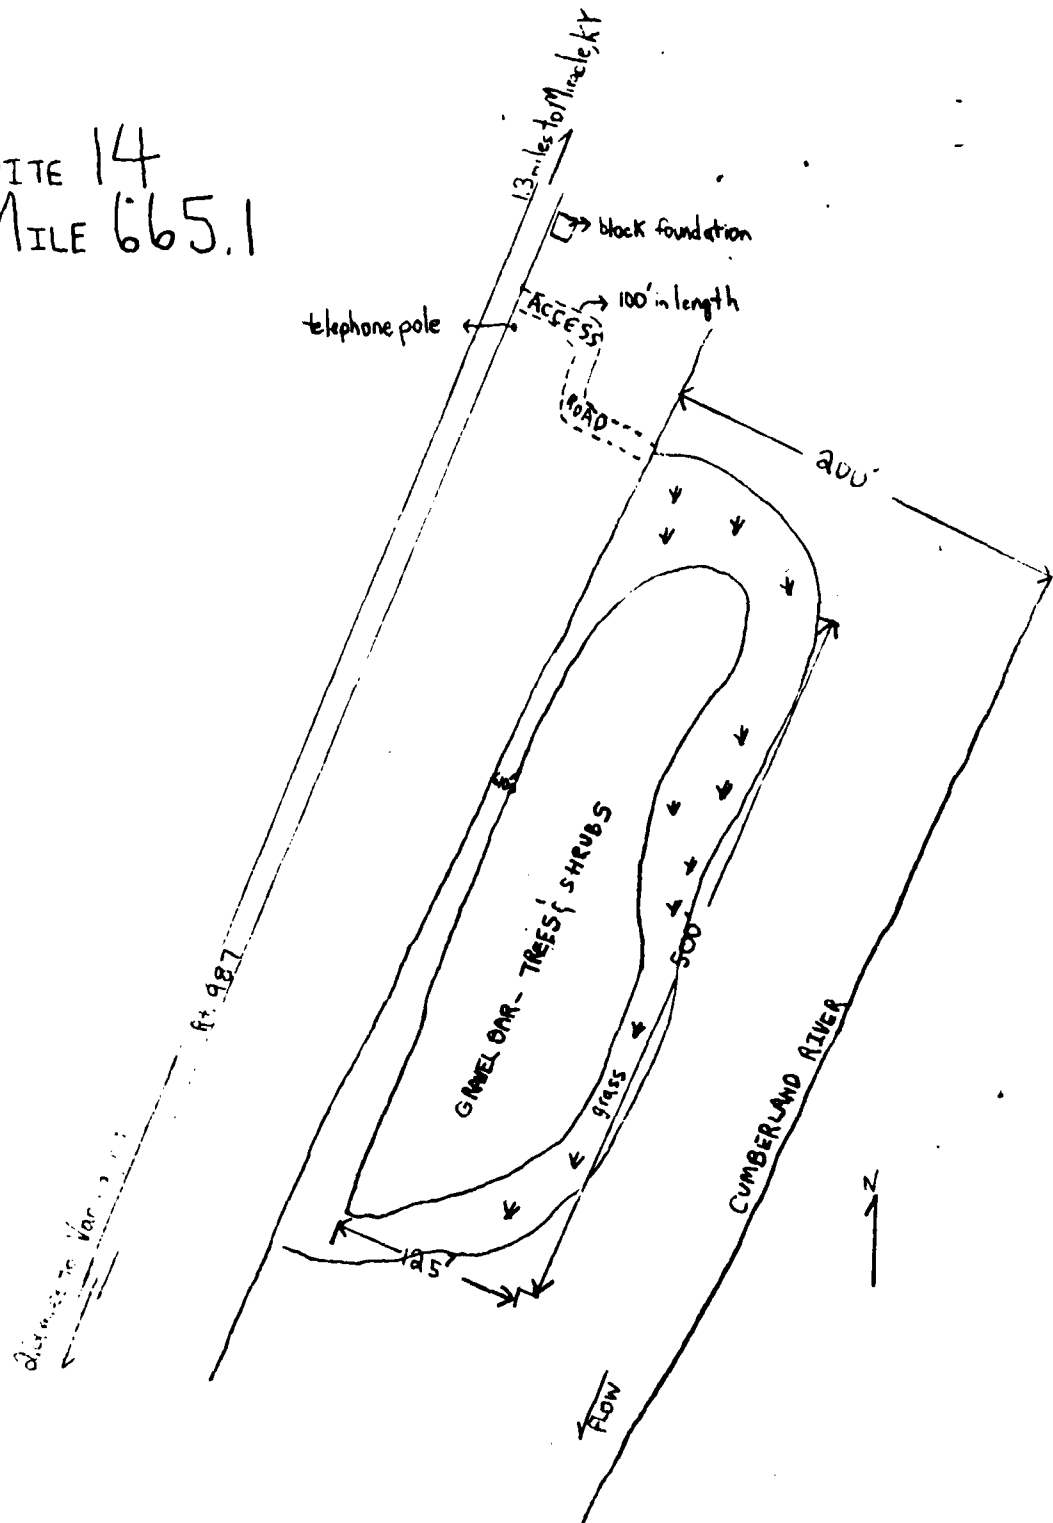 ITE 14
MILE 665.1
1.3 miles to Miracle, KY
block foundation
100' in length
telephone pole
ACCESS
ROAD
200'
GRAVEL BAR - TREES & SHRUBS
500'
grass
Rt. 987
CUMBERLAND RIVER
N
125'
FLOW